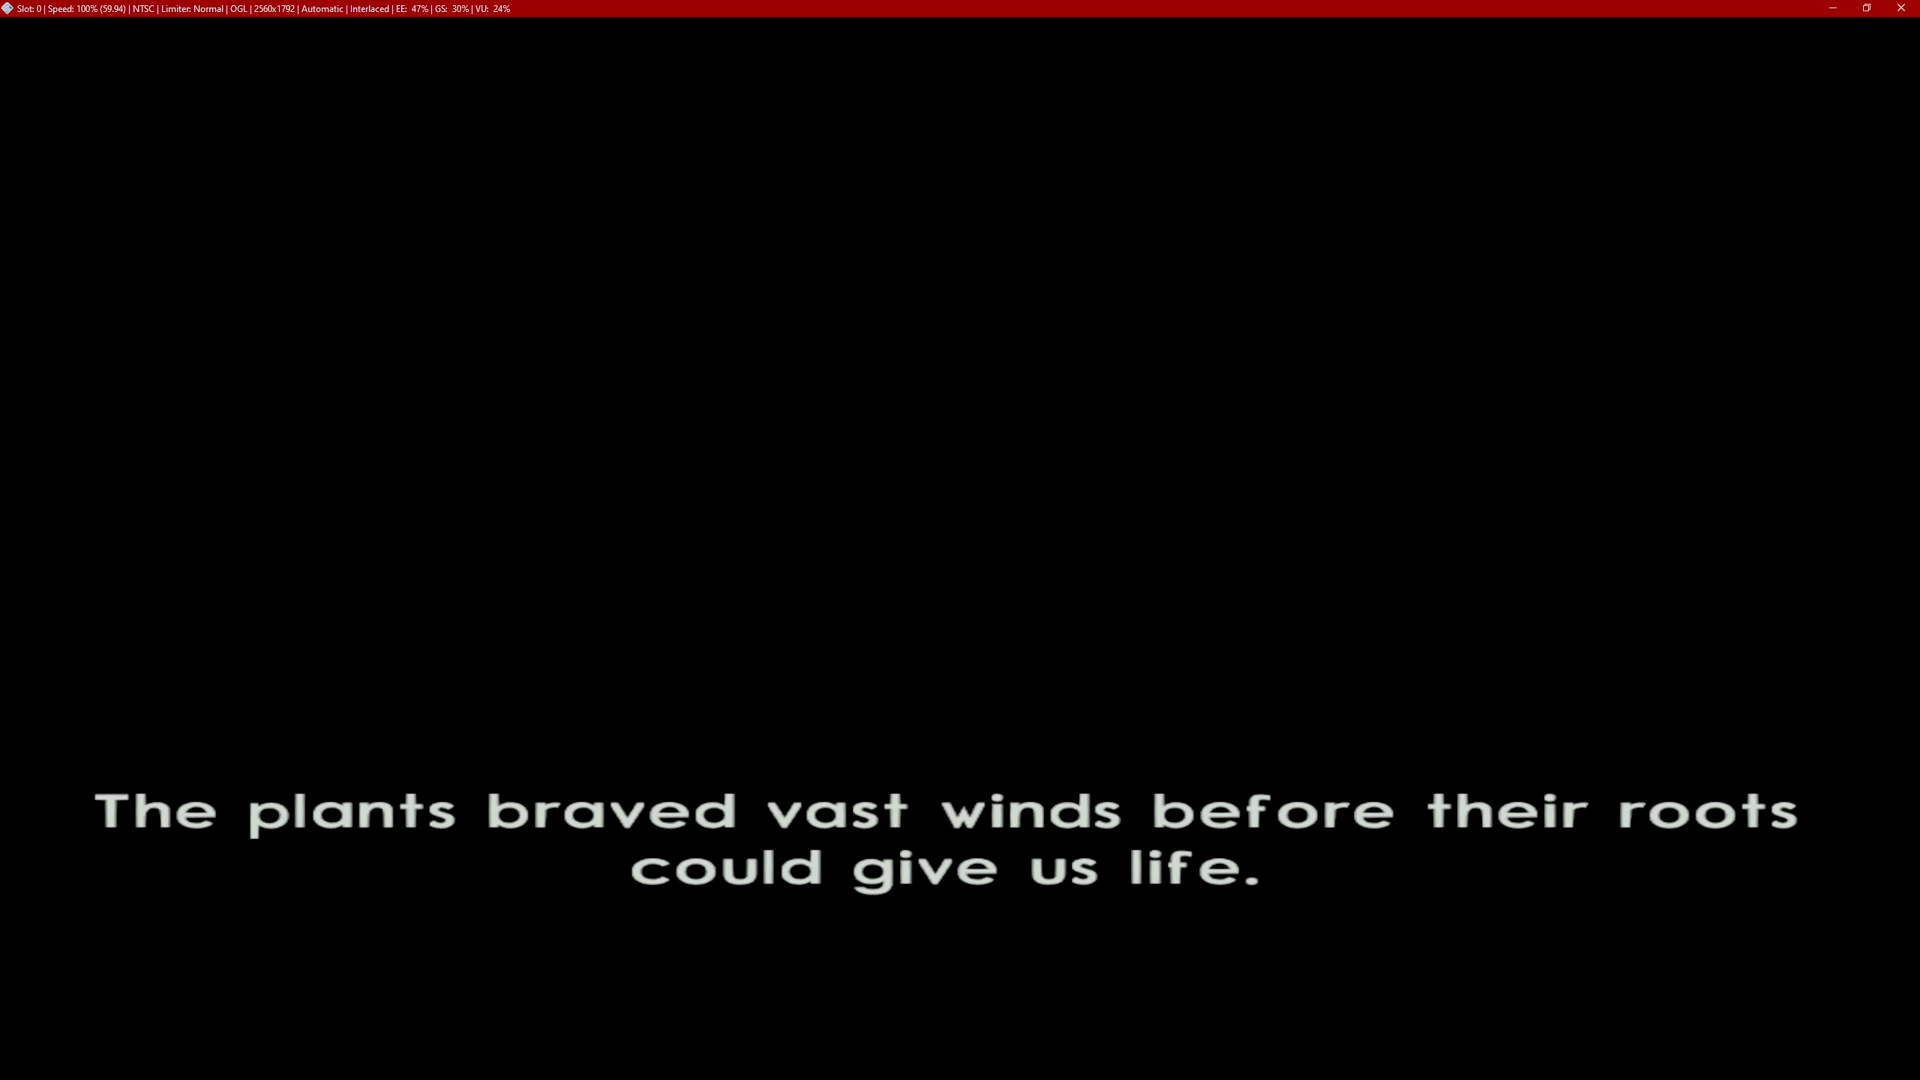 Slot: 0 | Speed: 100% (59.94) | NTSC | Limiter: Normal | OGL | 2560x1792 | Automatic | Interlaced | EE: 47% | GS: 30% | VU: 24%
The plants braved vast winds before their roots
could give us life.